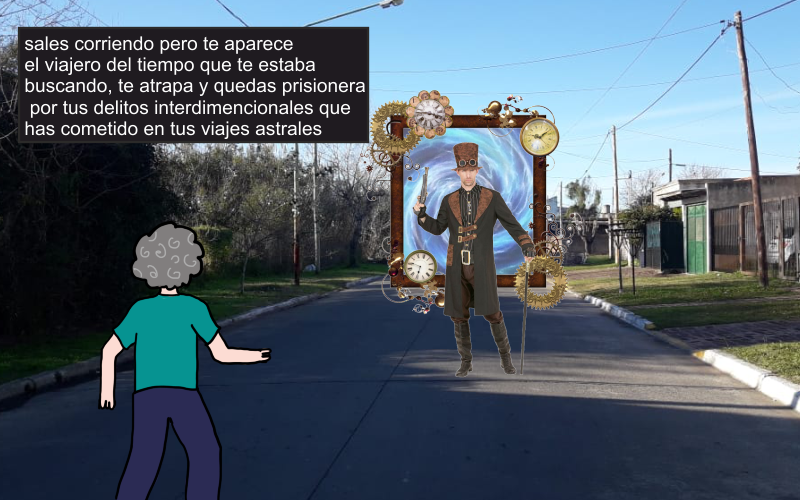 sales corriendo pero te aparece
el viajero del tiempo que te estaba
buscando, te atrapa y quedas prisionera
por tus delitos interdimencionales que
has cometido en tus viajes astrales